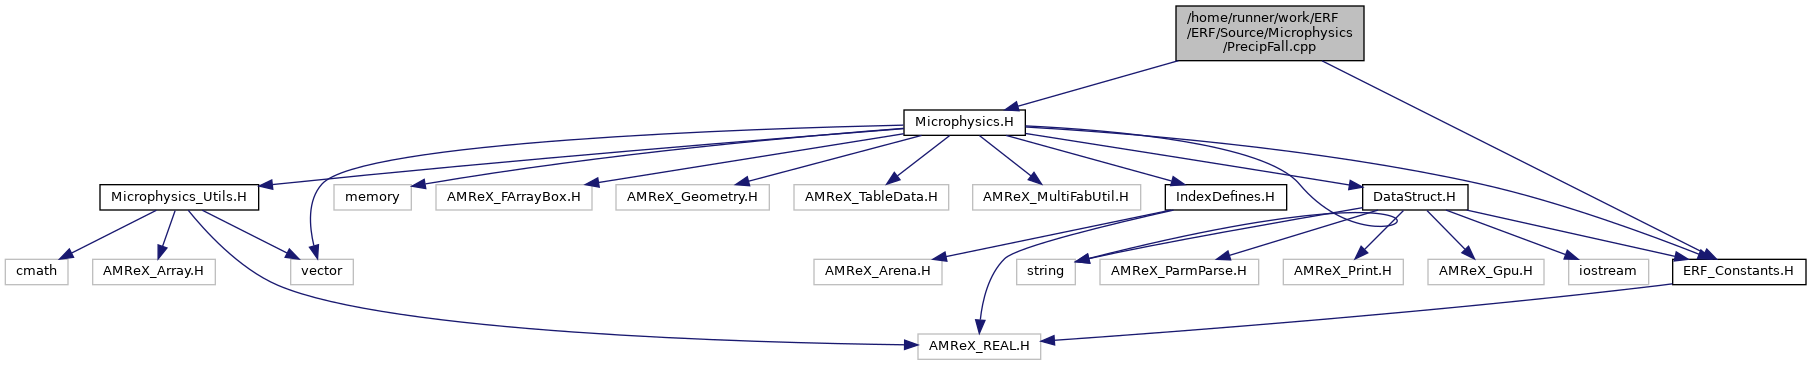 /home/runner/work/ERF
/ERF/Source/Microphysics
/PrecipFall.cpp
Microphysics.H
Microphysics_Utils.H
memory
AMReX_FArrayBox.H
AMReX_Geometry.H
AMReX_TableData.H
AMReX_MultiFabUtil.H
IndexDefines.H
DataStruct.H
cmath
AMReX_Array.H
vector
AMReX_Arena.H
string
AMReX_ParmParse.H
AMReX_Print.H
AMReX_Gpu.H
iostream
ERF_Constants.H
AMReX_REAL.H